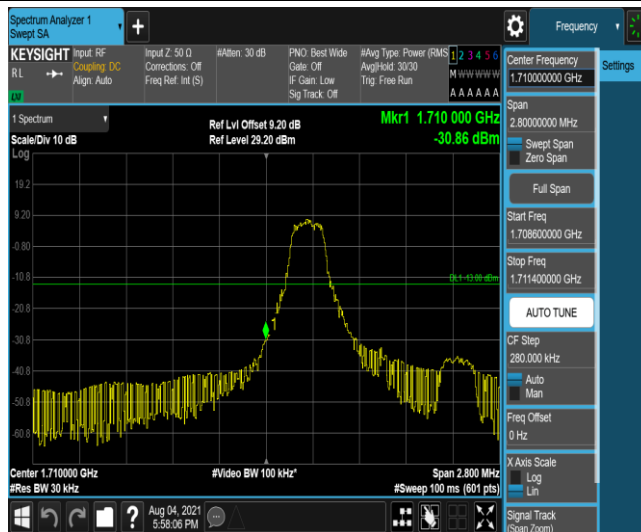 Spectrum Analyzer 1
Swept SA
Frequency
KEYSIGHT
RL
Input: RF
Coupling: DC
Align: Auto
Input Z: 50 Ω
Corrections: Off
Freq Ref: Int (S)
#Atten: 30 dB
PNO: Best Wide
Gate: Off
IF Gain: Low
Sig Track: Off
#Avg Type: Power (RMS
Avg|Hold: 30/30
Trig: Free Run
1 2 3 4 5 6
M W W W W W
A A A A A A
Center Frequency
1.710000000 GHz
Settings
Span
2.80000000 MHz
Swept Span
Zero Span
Full Span
Start Freq
1.708600000 GHz
Stop Freq
1.711400000 GHz
AUTO TUNE
CF Step
280.000 kHz
Auto
Man
Freq Offset
0 Hz
X Axis Scale
Log
Lin
Signal Track
(Span Zoom)
1 Spectrum
Scale/Div 10 dB
Log
Ref Lvl Offset 9.20 dB
Ref Level 29.20 dBm
Mkr1 1.710 000 GHz
-30.86 dBm
19.2
9.20
-0.80
-10.8
-20.8
-30.8
-40.8
-50.8
-60.8
DL1 -13.00 dBm
1
Center 1.710000 GHz
#Res BW 30 kHz
#Video BW 100 kHz*
Span 2.800 MHz
#Sweep 100 ms (601 pts)
Aug 04, 2021
5:58:06 PM